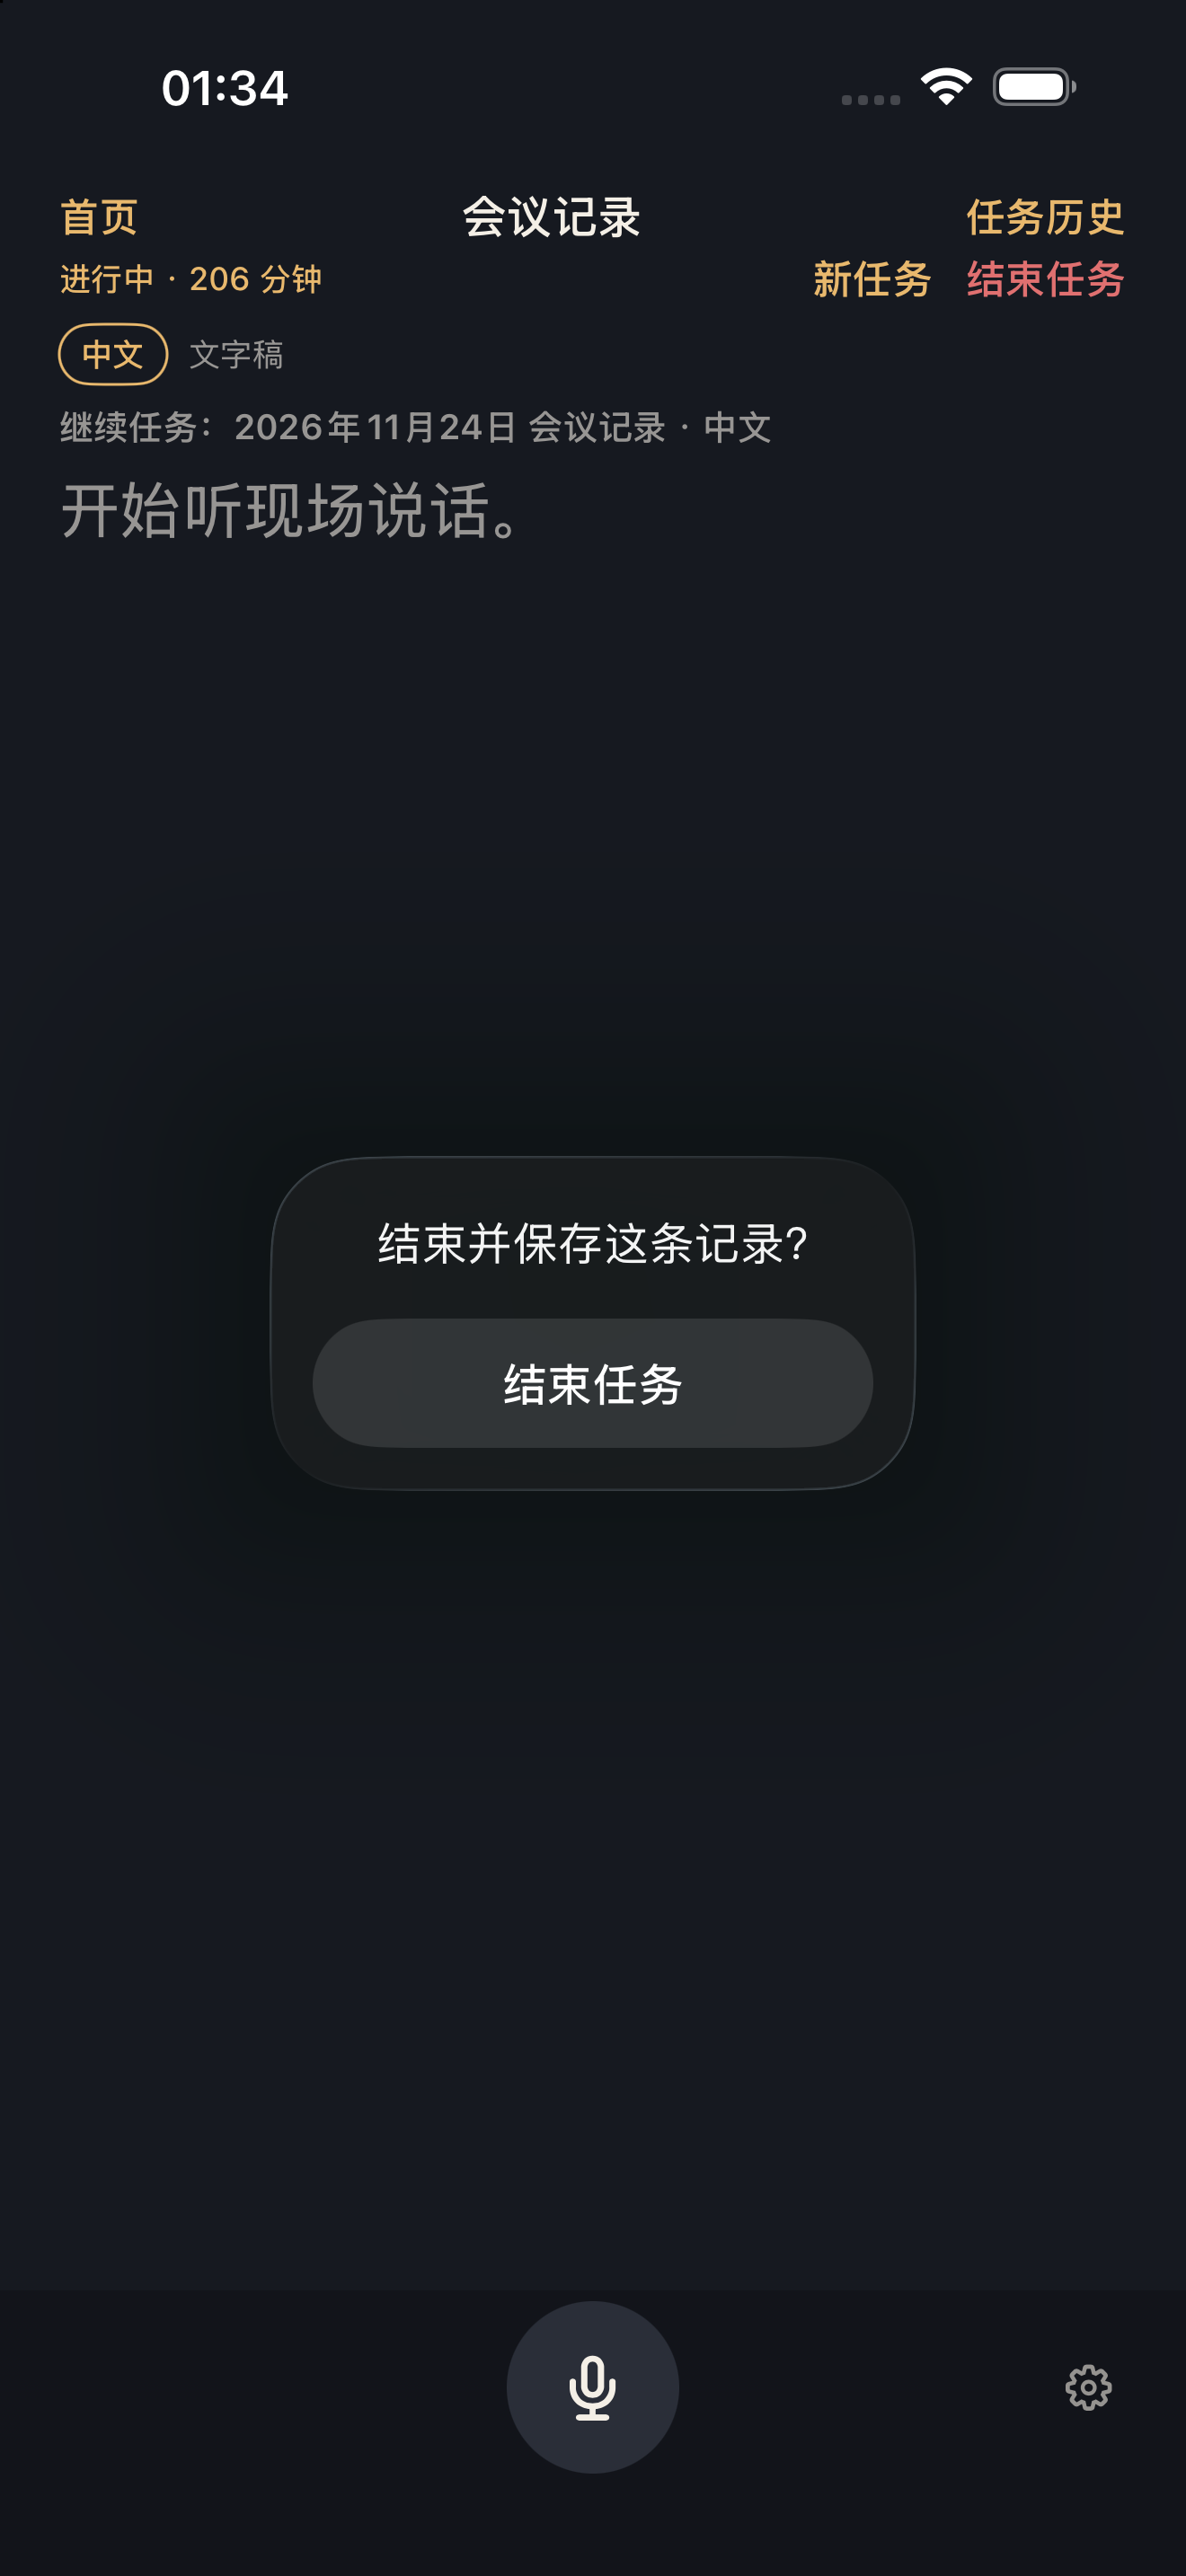 01:34
首页 会议记录 任务历史
进行中 · 206 分钟 新任务 结束任务
中文 文字稿
继续任务：2026年11月24日 会议记录 · 中文
开始听现场说话。
结束并保存这条记录？
结束任务